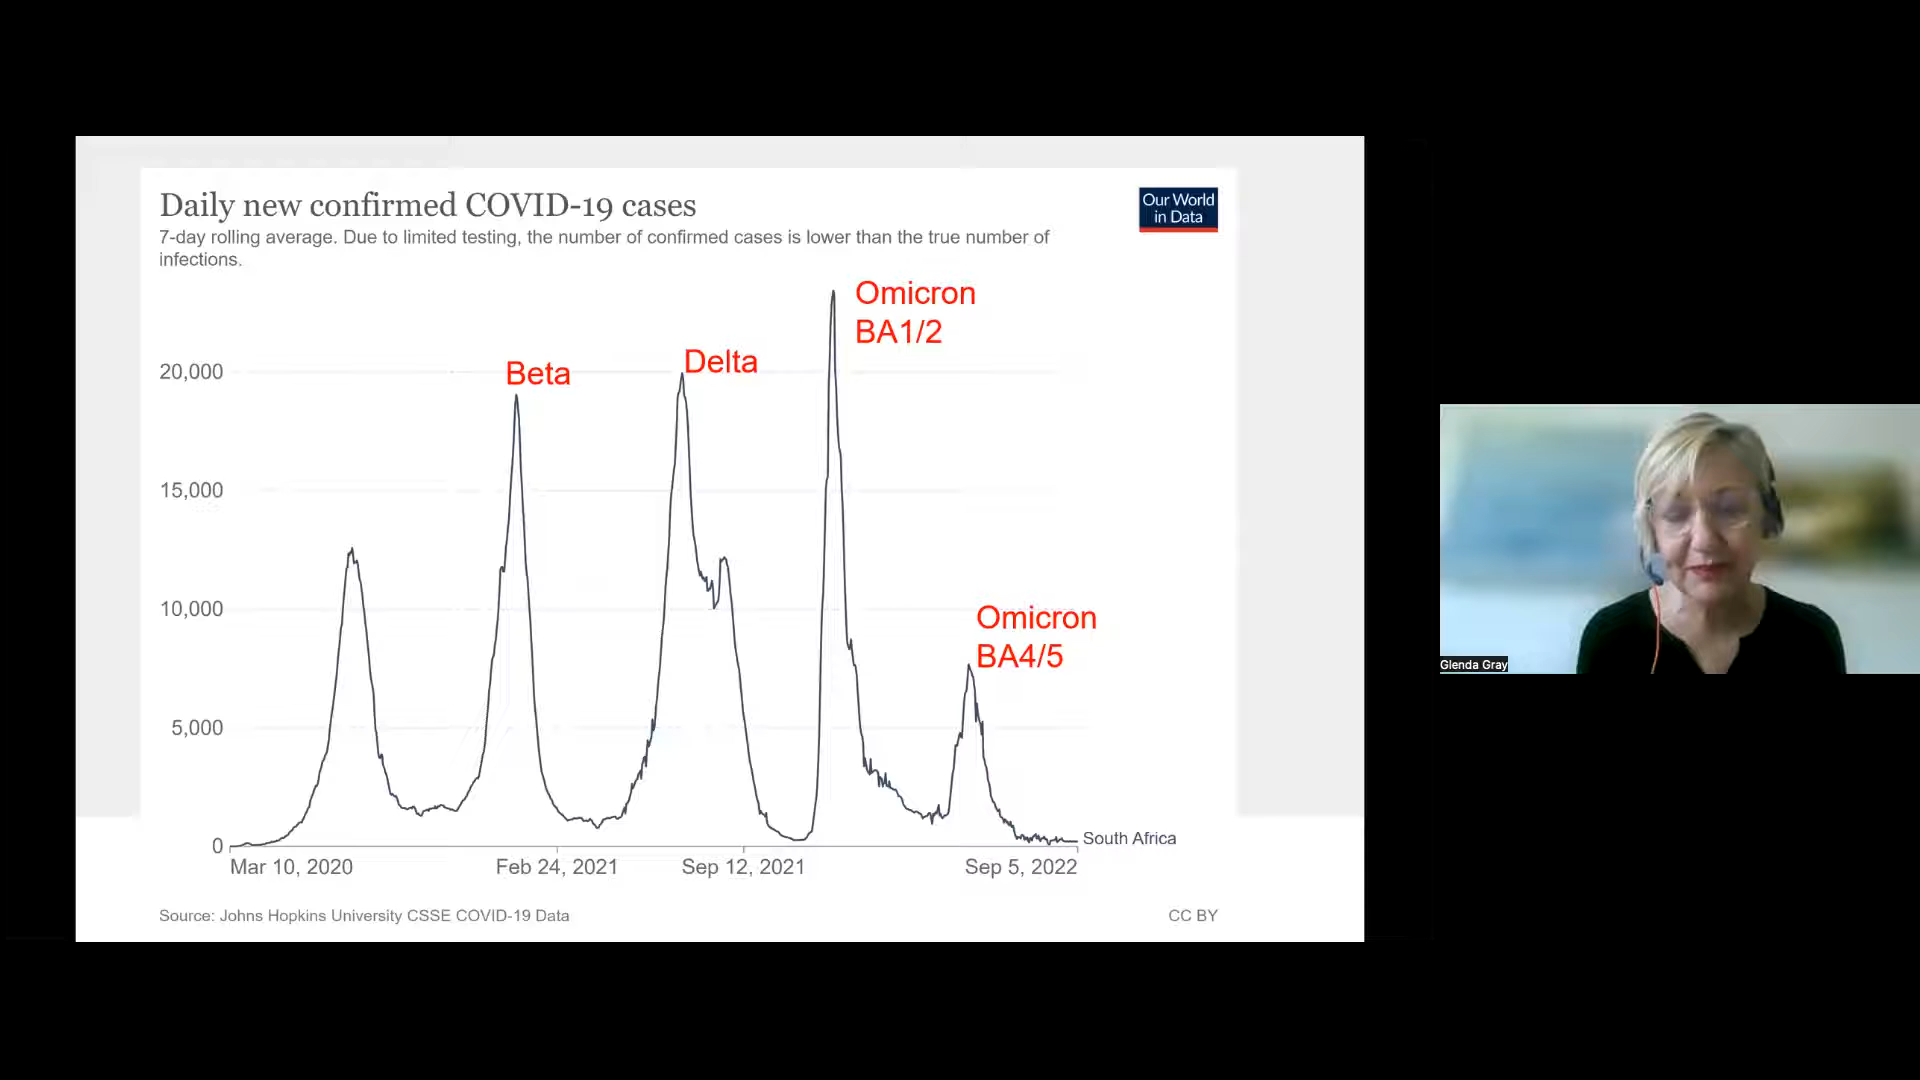 Daily new confirmed COVID-19 cases
Our World
in Data
7-day rolling average. Due to limited testing, the number of confirmed cases is lower than the true number of
infections.
Omicron
BA1/2
Beta
Delta
20,000
15,000
10,000
Omicron
BA4/5
5,000
0
South Africa
Mar 10, 2020
Feb 24, 2021
Sep 12, 2021
Sep 5, 2022
Source: Johns Hopkins University CSSE COVID-19 Data
CC BY
Glenda Gray